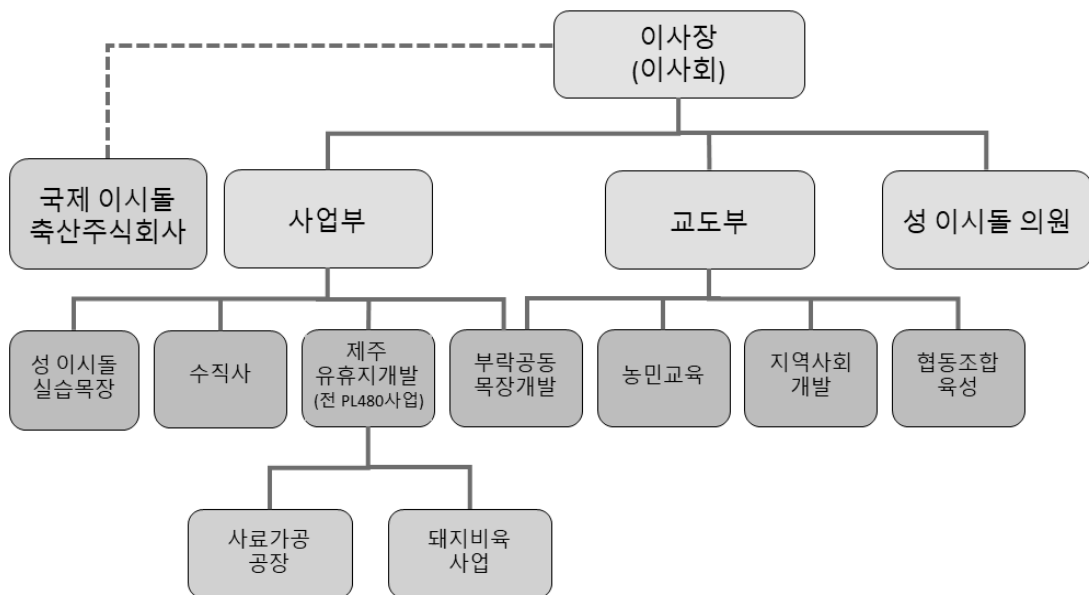 이사장
(이사회)
국제 이시돌
축산주식회사
사업부
교도부
성 이시돌 의원
성 이시돌
실습목장
수직사
제주
유휴지개발
(전 PL480사업)
부락공동
목장개발
농민교육
지역사회
개발
협동조합
육성
사료가공
공장
돼지비육
사업